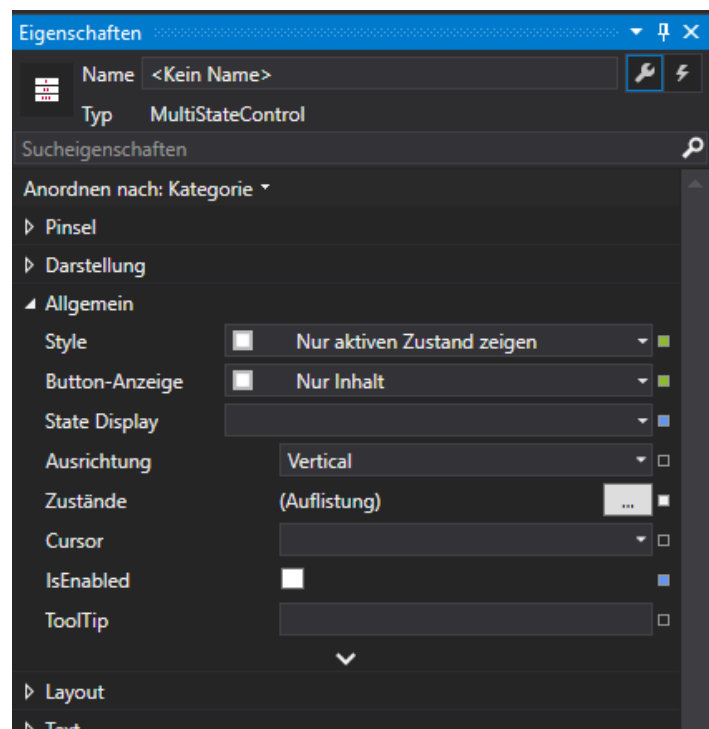 Eigenschaften
Name <Kein Name>
Typ MultiStateControl
Sucheigenschaften
Anordnen nach: Kategorie
Pinsel
Darstellung
Allgemein
Style Nur aktiven Zustand zeigen
Button-Anzeige Nur Inhalt
State Display
Ausrichtung Vertical
Zustände (Auflistung) ...
Cursor
IsEnabled
ToolTip
Layout
Text